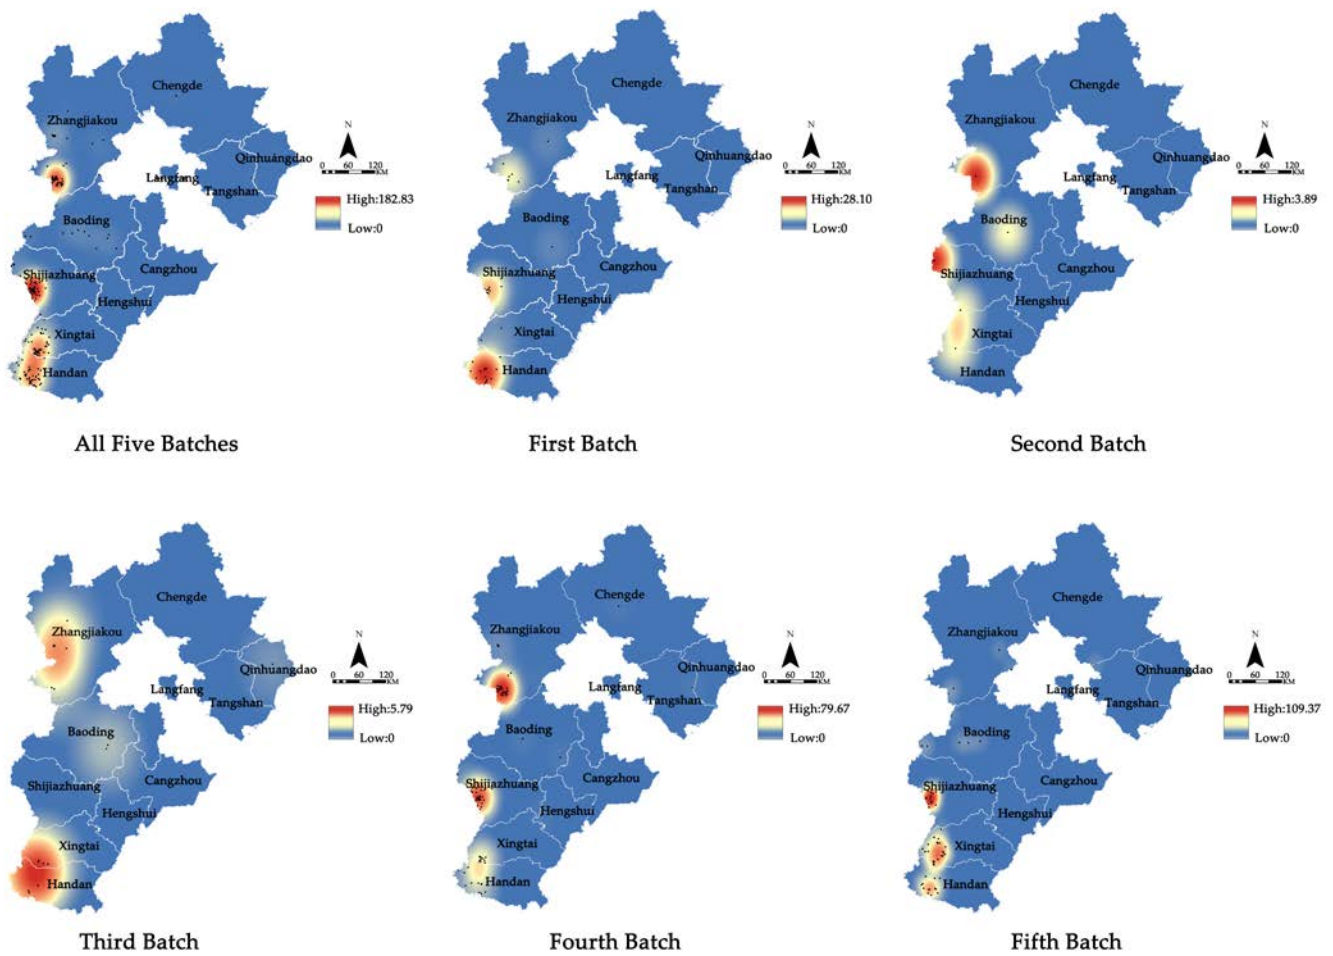 Chengde
Zhangjiakou
Qinhuangdao
Langfang
Tangshan
Baoding
Shijiazhuang
Cangzhou
Hengshui
Xingtai
Handan
N
0 60 120
KM
High:182.83
Low:0
All Five Batches
Chengde
Zhangjiakou
Qinhuangdao
Langfang
Tangshan
Baoding
Shijiazhuang
Cangzhou
Hengshui
Xingtai
Handan
N
0 60 120
KM
High:28.10
Low:0
First Batch
Chengde
Zhangjiakou
Qinhuangdao
Langfang
Tangshan
Baoding
Shijiazhuang
Cangzhou
Hengshui
Xingtai
Handan
N
0 60 120
KM
High:3.89
Low:0
Second Batch
Chengde
Zhangjiakou
Qinhuangdao
Langfang
Tangshan
Baoding
Shijiazhuang
Cangzhou
Hengshui
Xingtai
Handan
N
0 60 120
KM
High:5.79
Low:0
Third Batch
Chengde
Zhangjiakou
Qinhuangdao
Langfang
Tangshan
Baoding
Shijiazhuang
Cangzhou
Hengshui
Xingtai
Handan
N
0 60 120
KM
High:79.67
Low:0
Fourth Batch
Chengde
Zhangjiakou
Qinhuangdao
Langfang
Tangshan
Baoding
Shijiazhuang
Cangzhou
Hengshui
Xingtai
Handan
N
0 60 120
KM
High:109.37
Low:0
Fifth Batch